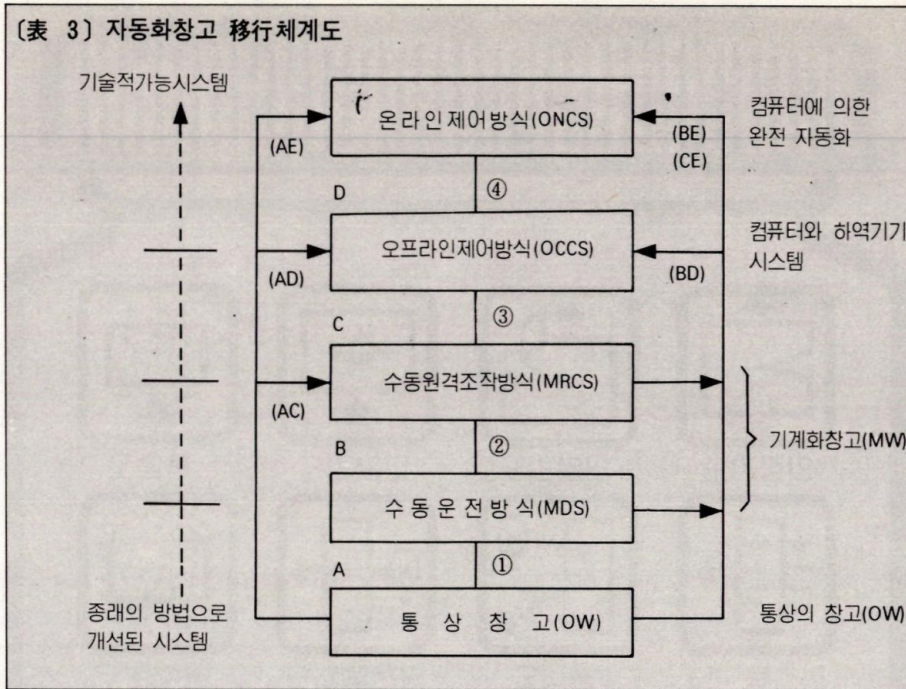 〔表 3〕자동화창고 移行체계도
기술적가능시스템
온라인제어방식(ONCS)
(AE)
(BE)
(CE)
컴퓨터에 의한
완전 자동화
D
④
오프라인제어방식(OCCS)
(AD)
(BD)
컴퓨터와 하역기기
시스템
C
③
수동원격조작방식(MRCS)
(AC)
기계화창고(MW)
B
②
수동운전방식(MDS)
A
①
종래의 방법으로
개선된 시스템
통상창고(OW)
통상의 창고(OW)